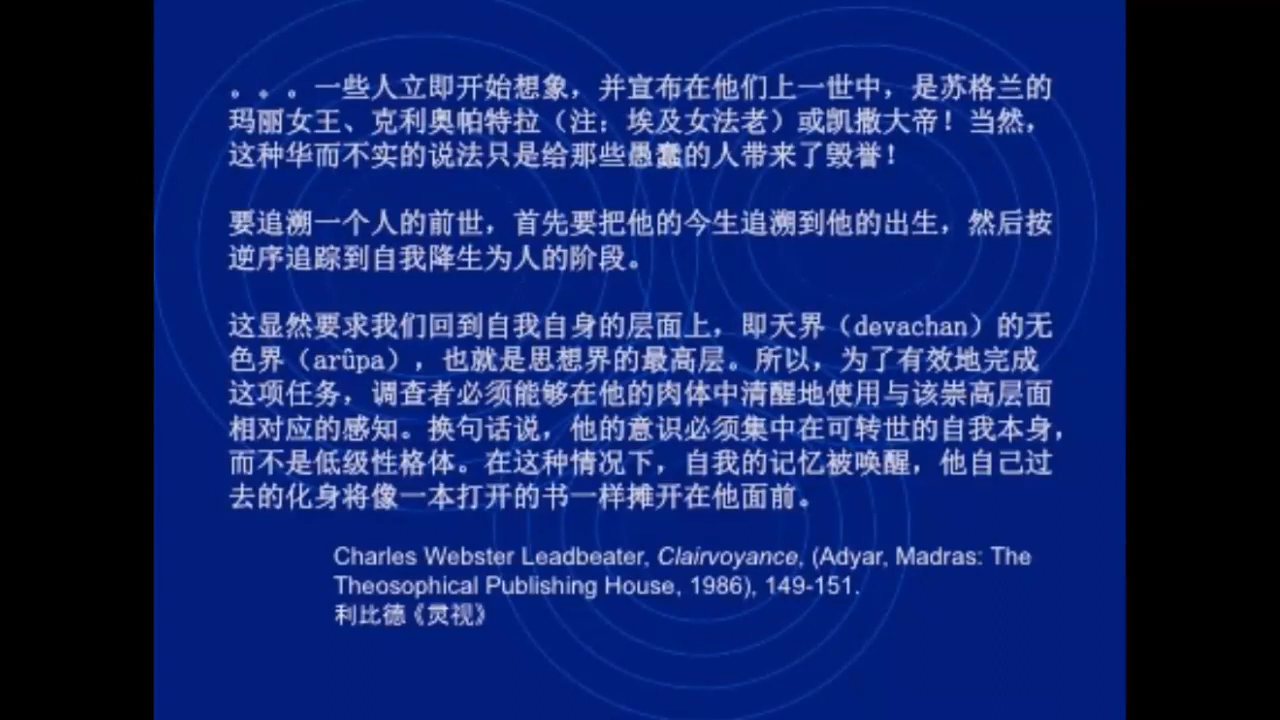 。。。一些人立即开始想象，并宣布在他们上一世中，是苏格兰的
玛丽女王、克利奥帕特拉（注：埃及女法老）或凯撒大帝！当然，
这种华而不实的说法只是给那些愚蠢的人带来了毁誉！
要追溯一个人的前世，首先要把他的今生追溯到他的出生，然后按
逆序追踪到自我降生为人的阶段。
这显然要求我们回到自我自身的层面上，即天界（devachan）的无
色界（arûpa），也就是思想界的最高层。所以，为了有效地完成
这项任务，调查者必须能够在他的肉体中清醒地使用与该崇高层面
相对应的感知。换句话说，他的意识必须集中在可转世的自我本身，
而不是低级性格体。在这种情况下，自我的记忆被唤醒，他自己过
去的化身将像一本打开的书一样摊开在他面前。
Charles Webster Leadbeater, Clairvoyance, (Adyar, Madras: The
Theosophical Publishing House, 1986), 149-151.
利比德《灵视》